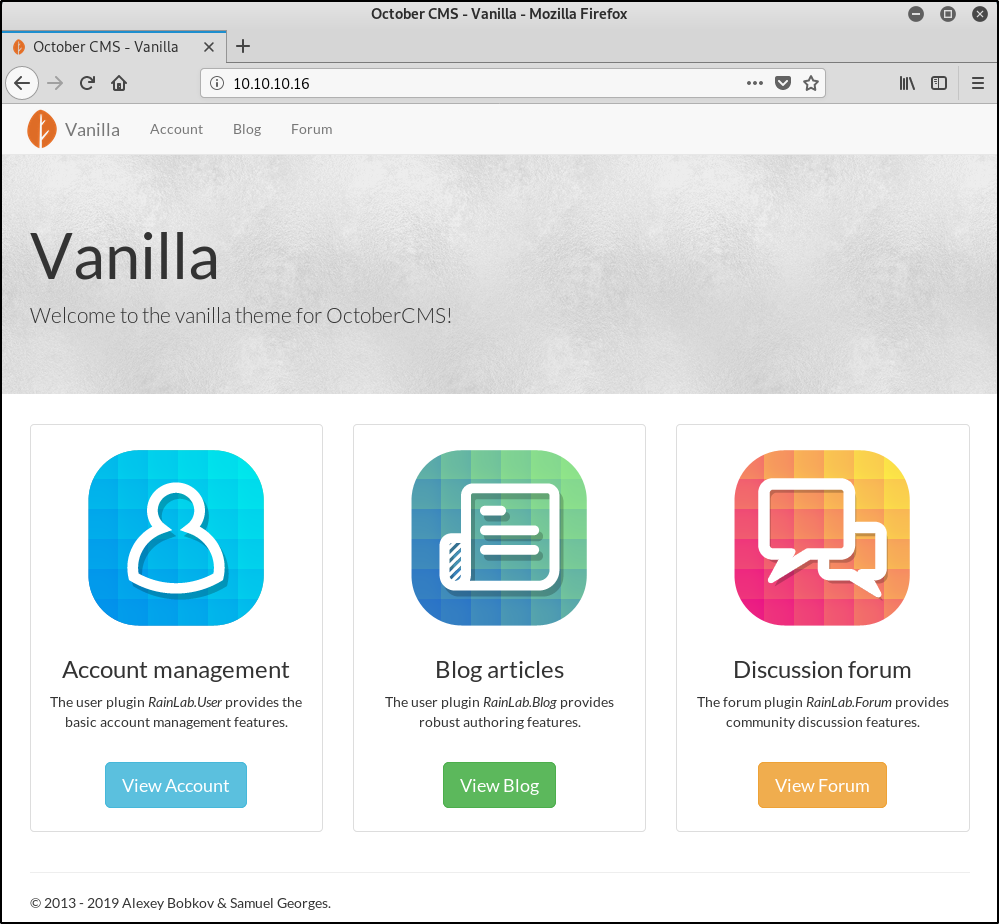 October CMS - Vanilla - Mozilla Firefox
October CMS - Vanilla
10.10.10.16
Vanilla Account Blog Forum
Vanilla
Welcome to the vanilla theme for OctoberCMS!
Account management
The user plugin RainLab.User provides the
basic account management features.
View Account
Blog articles
The user plugin RainLab.Blog provides
robust authoring features.
View Blog
Discussion forum
The forum plugin RainLab.Forum provides
community discussion features.
View Forum
© 2013 - 2019 Alexey Bobkov & Samuel Georges.